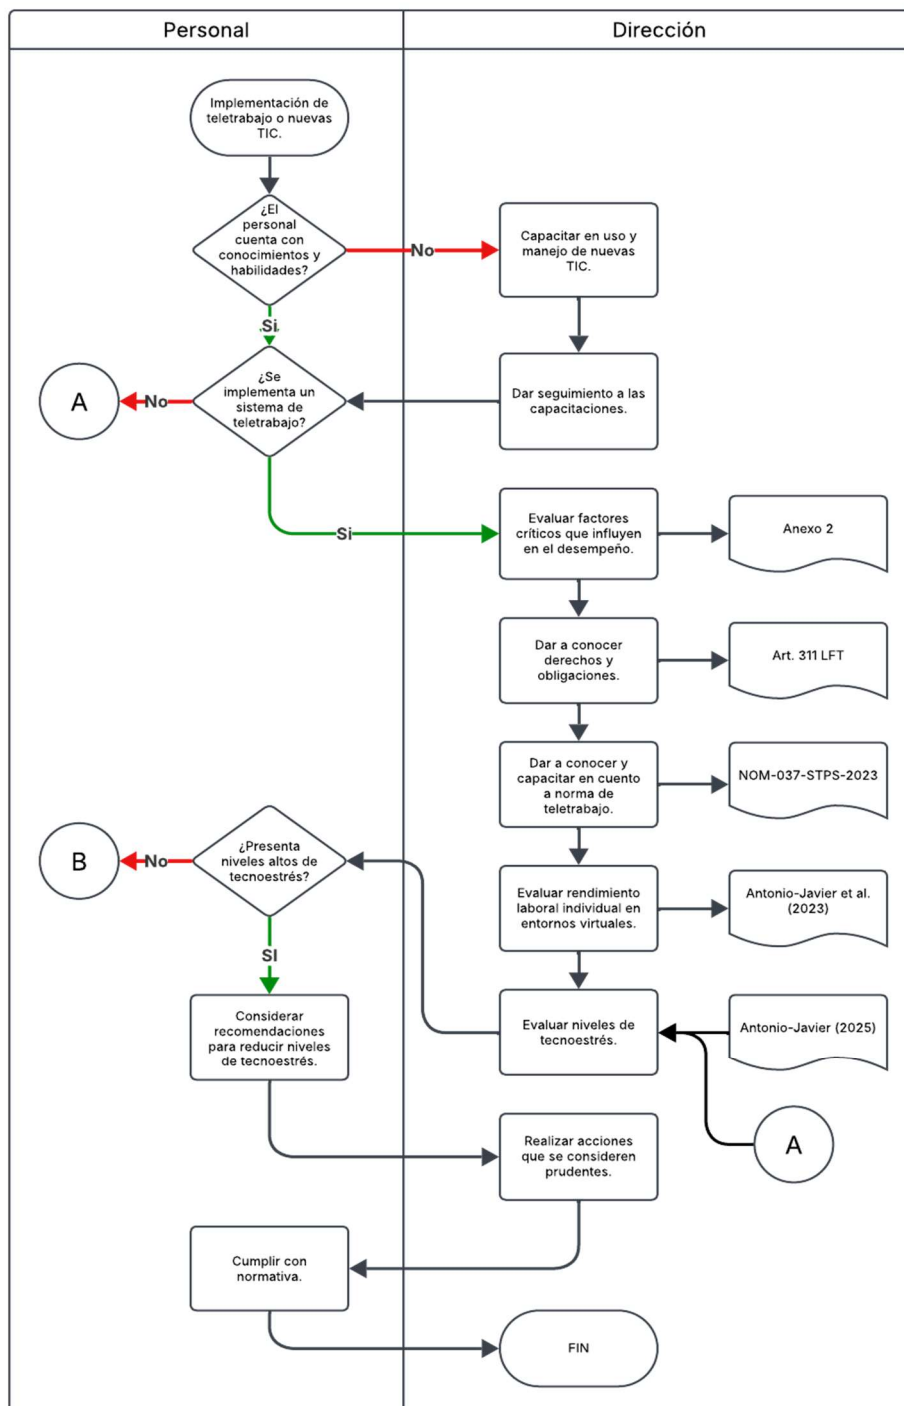 Personal
Dirección
Implementación de
teletrabajo o nuevas
TIC.
¿El
personal
cuenta con
conocimientos y
habilidades?
No
Capacitar en uso y
manejo de nuevas
TIC.
Si
¿Se
implementa un
sistema de
teletrabajo?
No
A
Dar seguimiento a las
capacitaciones.
Si
Evaluar factores
críticos que influyen
en el desempeño.
Anexo 2
Dar a conocer
derechos y
obligaciones.
Art. 311 LFT
Dar a conocer y
capacitar en cuento
a norma de
teletrabajo.
NOM-037-STPS-2023
¿Presenta
niveles altos de
tecnoestrés?
No
B
Evaluar rendimiento
laboral individual en
entornos virtuales.
Antonio-Javier et al.
(2023)
SI
Considerar
recomendaciones
para reducir niveles
de tecnoestrés.
Evaluar niveles de
tecnoestrés.
Antonio-Javier (2025)
A
Realizar acciones
que se consideren
prudentes.
Cumplir con
normativa.
FIN